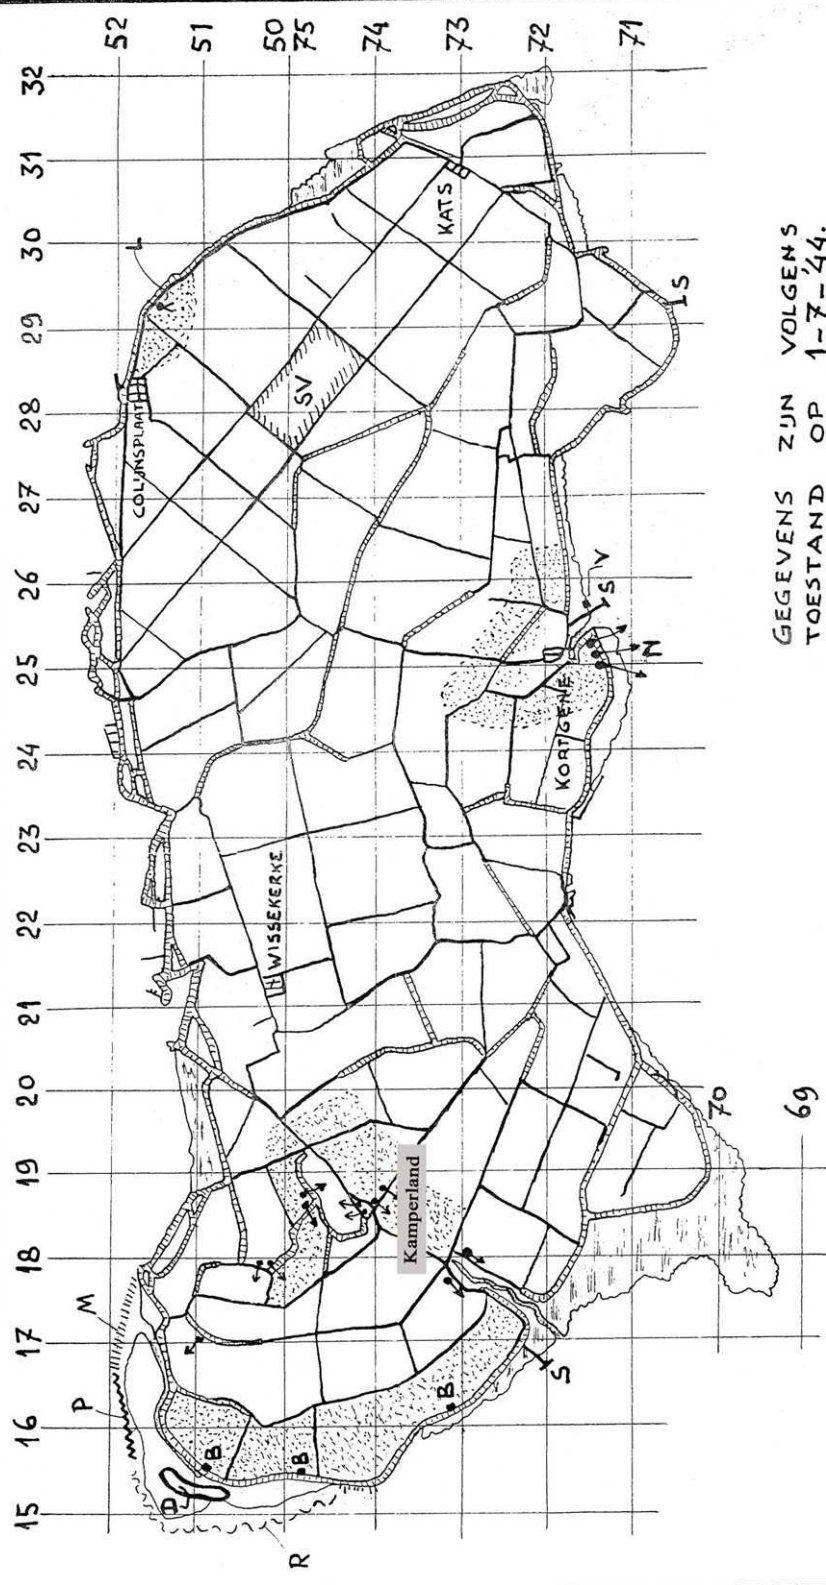 32
31
30
29
28
27
26
25
24
23
22
21
20
19
18
17
16
15
52
51
50
75
74
73
72
71
70
69
L
COLIJNSPLAAT
SV
KATS
S
V
S
N
KORTGENE
WISSEKERKE
Kamperland
M
P
D
R
B
B
B
S
GEGEVENS ZIJN VOLGENS
TOESTAND OP 1-7-'44.